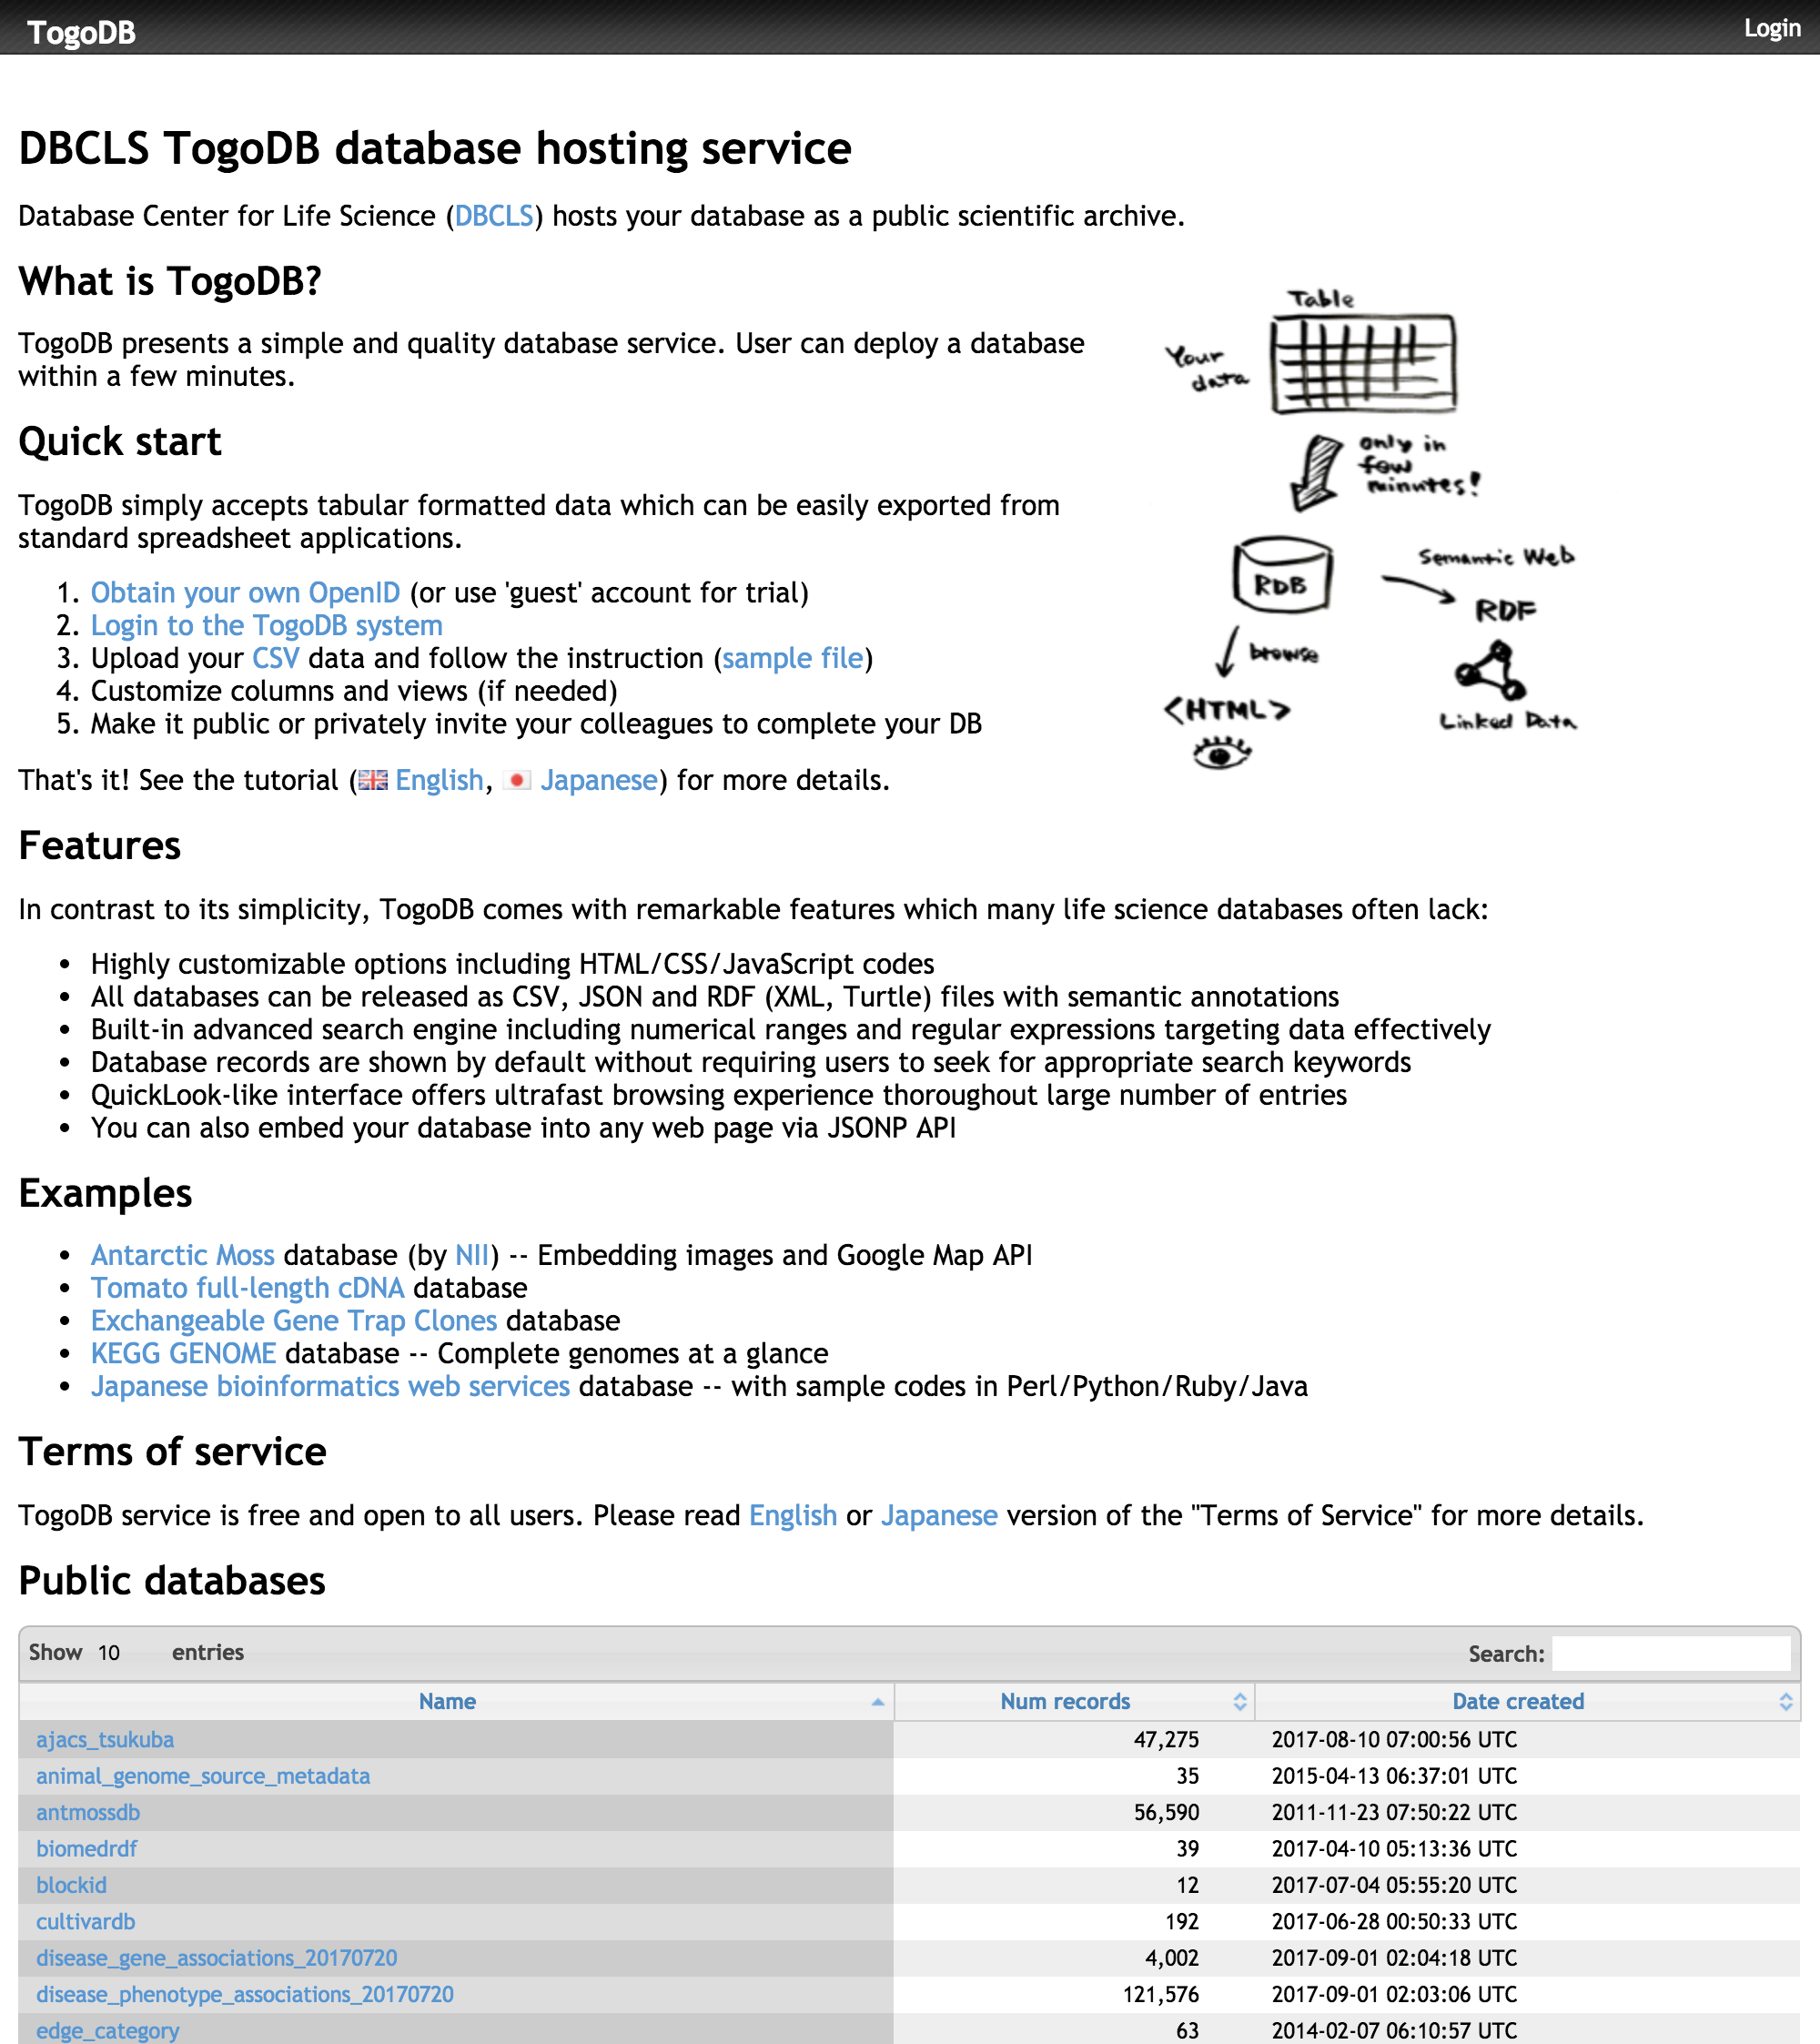 TogoDB
Login
DBCLS TogoDB database hosting service
Database Center for Life Science (DBCLS) hosts your database as a public scientific archive.
What is TogoDB?
TogoDB presents a simple and quality database service. User can deploy a database
within a few minutes.
Quick start
TogoDB simply accepts tabular formatted data which can be easily exported from
standard spreadsheet applications.
1. Obtain your own OpenID (or use 'guest' account for trial)
2. Login to the TogoDB system
3. Upload your CSV data and follow the instruction (sample file)
4. Customize columns and views (if needed)
5. Make it public or privately invite your colleagues to complete your DB
That's it! See the tutorial (English, Japanese) for more details.
Table
Your
data
only in
few
minutes!
RDB
Semantic Web
RDF
browse
<HTML>
Linked Data
Features
In contrast to its simplicity, TogoDB comes with remarkable features which many life science databases often lack:
• Highly customizable options including HTML/CSS/JavaScript codes
• All databases can be released as CSV, JSON and RDF (XML, Turtle) files with semantic annotations
• Built-in advanced search engine including numerical ranges and regular expressions targeting data effectively
• Database records are shown by default without requiring users to seek for appropriate search keywords
• QuickLook-like interface offers ultrafast browsing experience thoroughout large number of entries
• You can also embed your database into any web page via JSONP API
Examples
• Antarctic Moss database (by NII) -- Embedding images and Google Map API
• Tomato full-length cDNA database
• Exchangeable Gene Trap Clones database
• KEGG GENOME database -- Complete genomes at a glance
• Japanese bioinformatics web services database -- with sample codes in Perl/Python/Ruby/Java
Terms of service
TogoDB service is free and open to all users. Please read English or Japanese version of the "Terms of Service" for more details.
Public databases
Show 10 entries Search:
Name Num records Date created
ajacs_tsukuba 47,275 2017-08-10 07:00:56 UTC
animal_genome_source_metadata 35 2015-04-13 06:37:01 UTC
antmossdb 56,590 2011-11-23 07:50:22 UTC
biomedrdf 39 2017-04-10 05:13:36 UTC
blockid 12 2017-07-04 05:55:20 UTC
cultivardb 192 2017-06-28 00:50:33 UTC
disease_gene_associations_20170720 4,002 2017-09-01 02:04:18 UTC
disease_phenotype_associations_20170720 121,576 2017-09-01 02:03:06 UTC
edge_category 63 2014-02-07 06:10:57 UTC